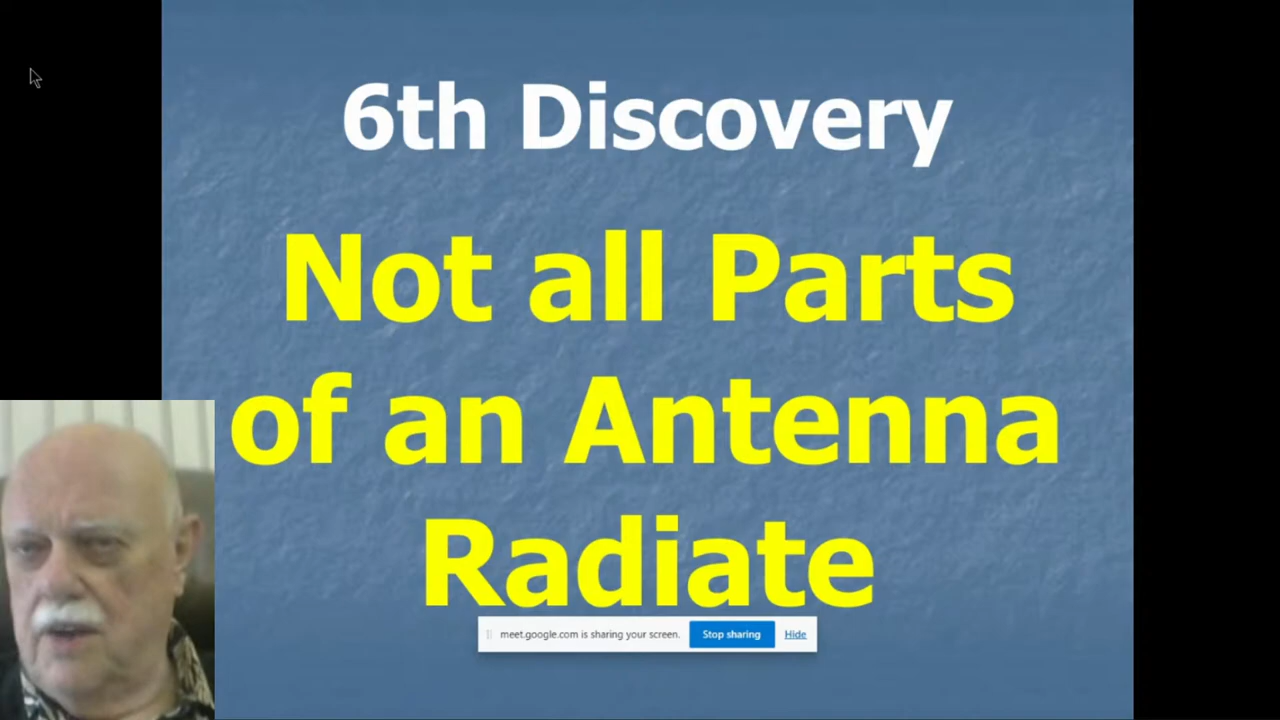 6th Discovery
Not all Parts
of an Antenna
Radiate
meet.google.com is sharing your screen. Stop sharing Hide